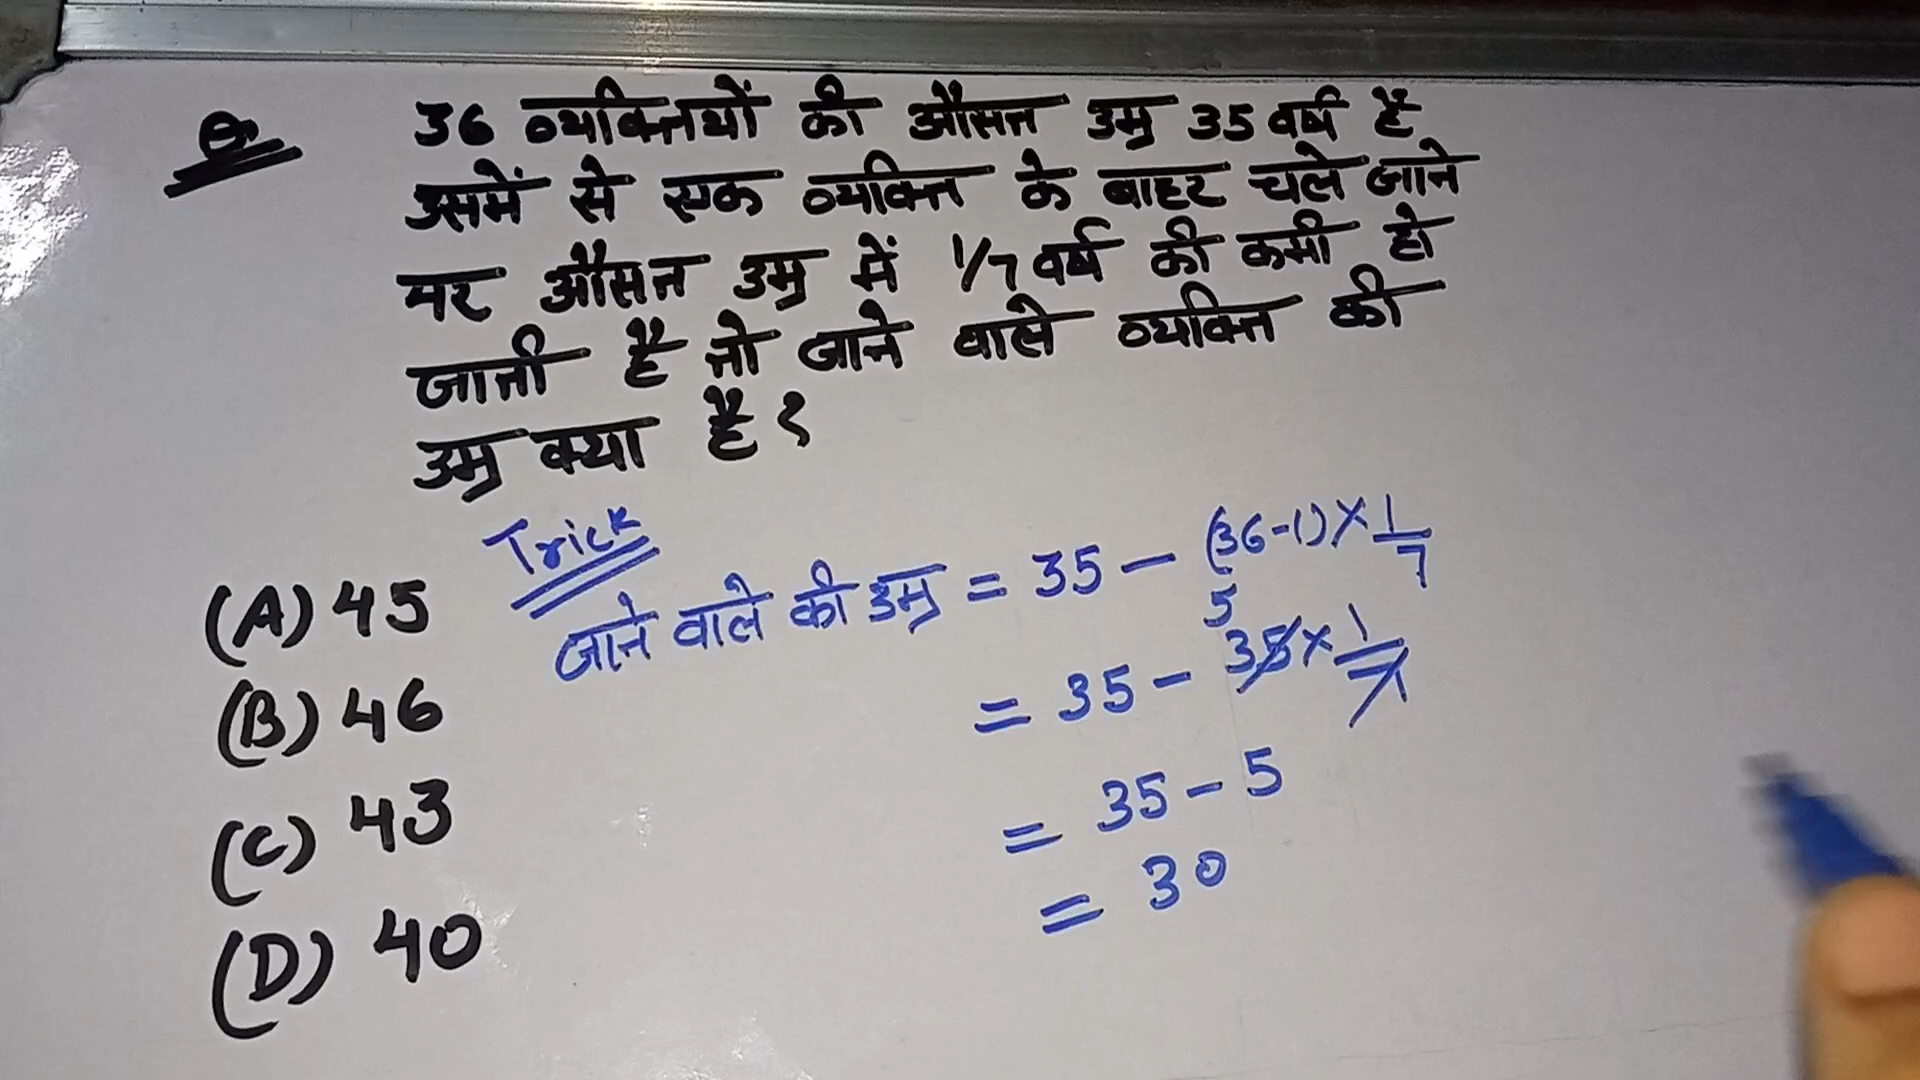 Q. 36 व्यक्तियों की औसत उम्र 35 वर्ष है
उसमें से एक व्यक्ति के बाहर चले जाने
पर औसत उम्र में 1/7 वर्ष की कमी हो
जाती है तो जाने वाले व्यक्ति की
उम्र क्या है ?
Trick
जाने वाले की उम्र = 35 - (36-1) × 1/7
5
= 35 - 35 × 1/7
= 35 - 5
= 30
(A) 45
(B) 46
(C) 43
(D) 40